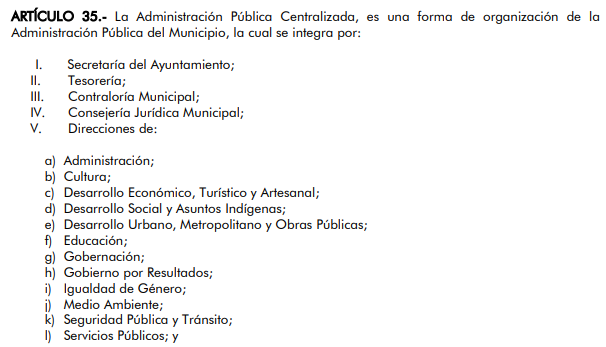 ARTÍCULO 35.- La Administración Pública Centralizada, es una forma de organización de la
Administración Pública del Municipio, la cual se integra por:
I. Secretaría del Ayuntamiento;
II. Tesorería;
III. Contraloría Municipal;
IV. Consejería Jurídica Municipal;
V. Direcciones de:
a) Administración;
b) Cultura;
c) Desarrollo Económico, Turístico y Artesanal;
d) Desarrollo Social y Asuntos Indígenas;
e) Desarrollo Urbano, Metropolitano y Obras Públicas;
f) Educación;
g) Gobernación;
h) Gobierno por Resultados;
i) Igualdad de Género;
j) Medio Ambiente;
k) Seguridad Pública y Tránsito;
l) Servicios Públicos; y